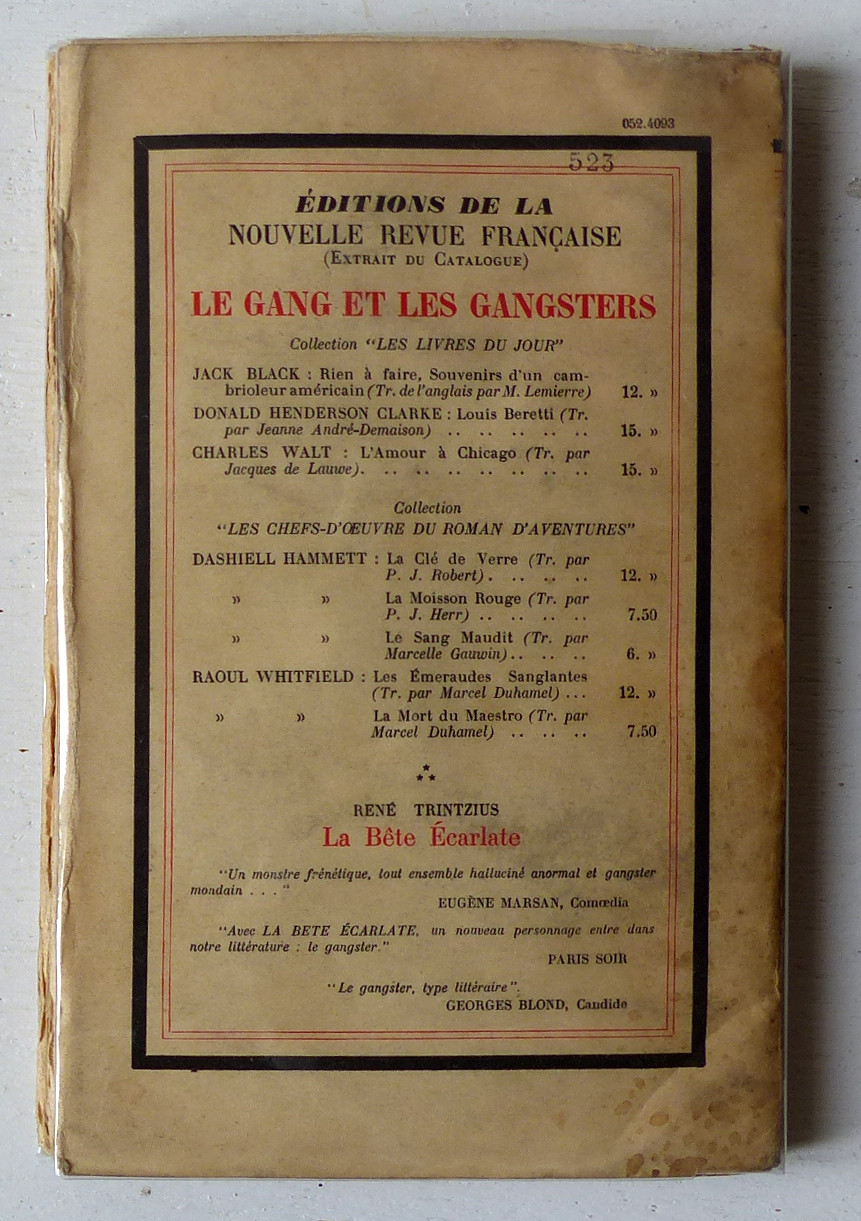 052.4093
523
ÉDITIONS DE LA
NOUVELLE REVUE FRANÇAISE
(EXTRAIT DU CATALOGUE)
LE GANG ET LES GANGSTERS
Collection "LES LIVRES DU JOUR"
JACK BLACK : Rien à faire, Souvenirs d'un cam-
brioleur américain (Tr. de l'anglais par M. Lemierre) 12. »
DONALD HENDERSON CLARKE : Louis Beretti (Tr.
par Jeanne André-Demaison) .. .. .. .. .. .. 15. »
CHARLES WALT : L'Amour à Chicago (Tr. par
Jacques de Lauwe). .. .. .. .. .. .. .. .. 15. »
Collection
"LES CHEFS-D'ŒUVRE DU ROMAN D'AVENTURES"
DASHIELL HAMMETT : La Clé de Verre (Tr. par
P. J. Robert). .. .. .. .. 12. »
» » La Moisson Rouge (Tr. par
P. J. Herr) .. .. .. .. .. 7.50
» » Le Sang Maudit (Tr. par
Marcelle Gauwin).. .. .. .. 6. »
RAOUL WHITFIELD : Les Émeraudes Sanglantes
(Tr. par Marcel Duhamel) ... 12. »
» » La Mort du Maestro (Tr. par
Marcel Duhamel) .. .. .. .. 7.50
RENÉ TRINTZIUS
La Bête Écarlate
"Un monstre frénétique, tout ensemble halluciné anormal et gangster
mondain . . . "
EUGÈNE MARSAN, Comœdia
"Avec LA BETE ÉCARLATE, un nouveau personnage entre dans
notre littérature : le gangster."
PARIS SOIR
"Le gangster, type littéraire".
GEORGES BLOND, Candide